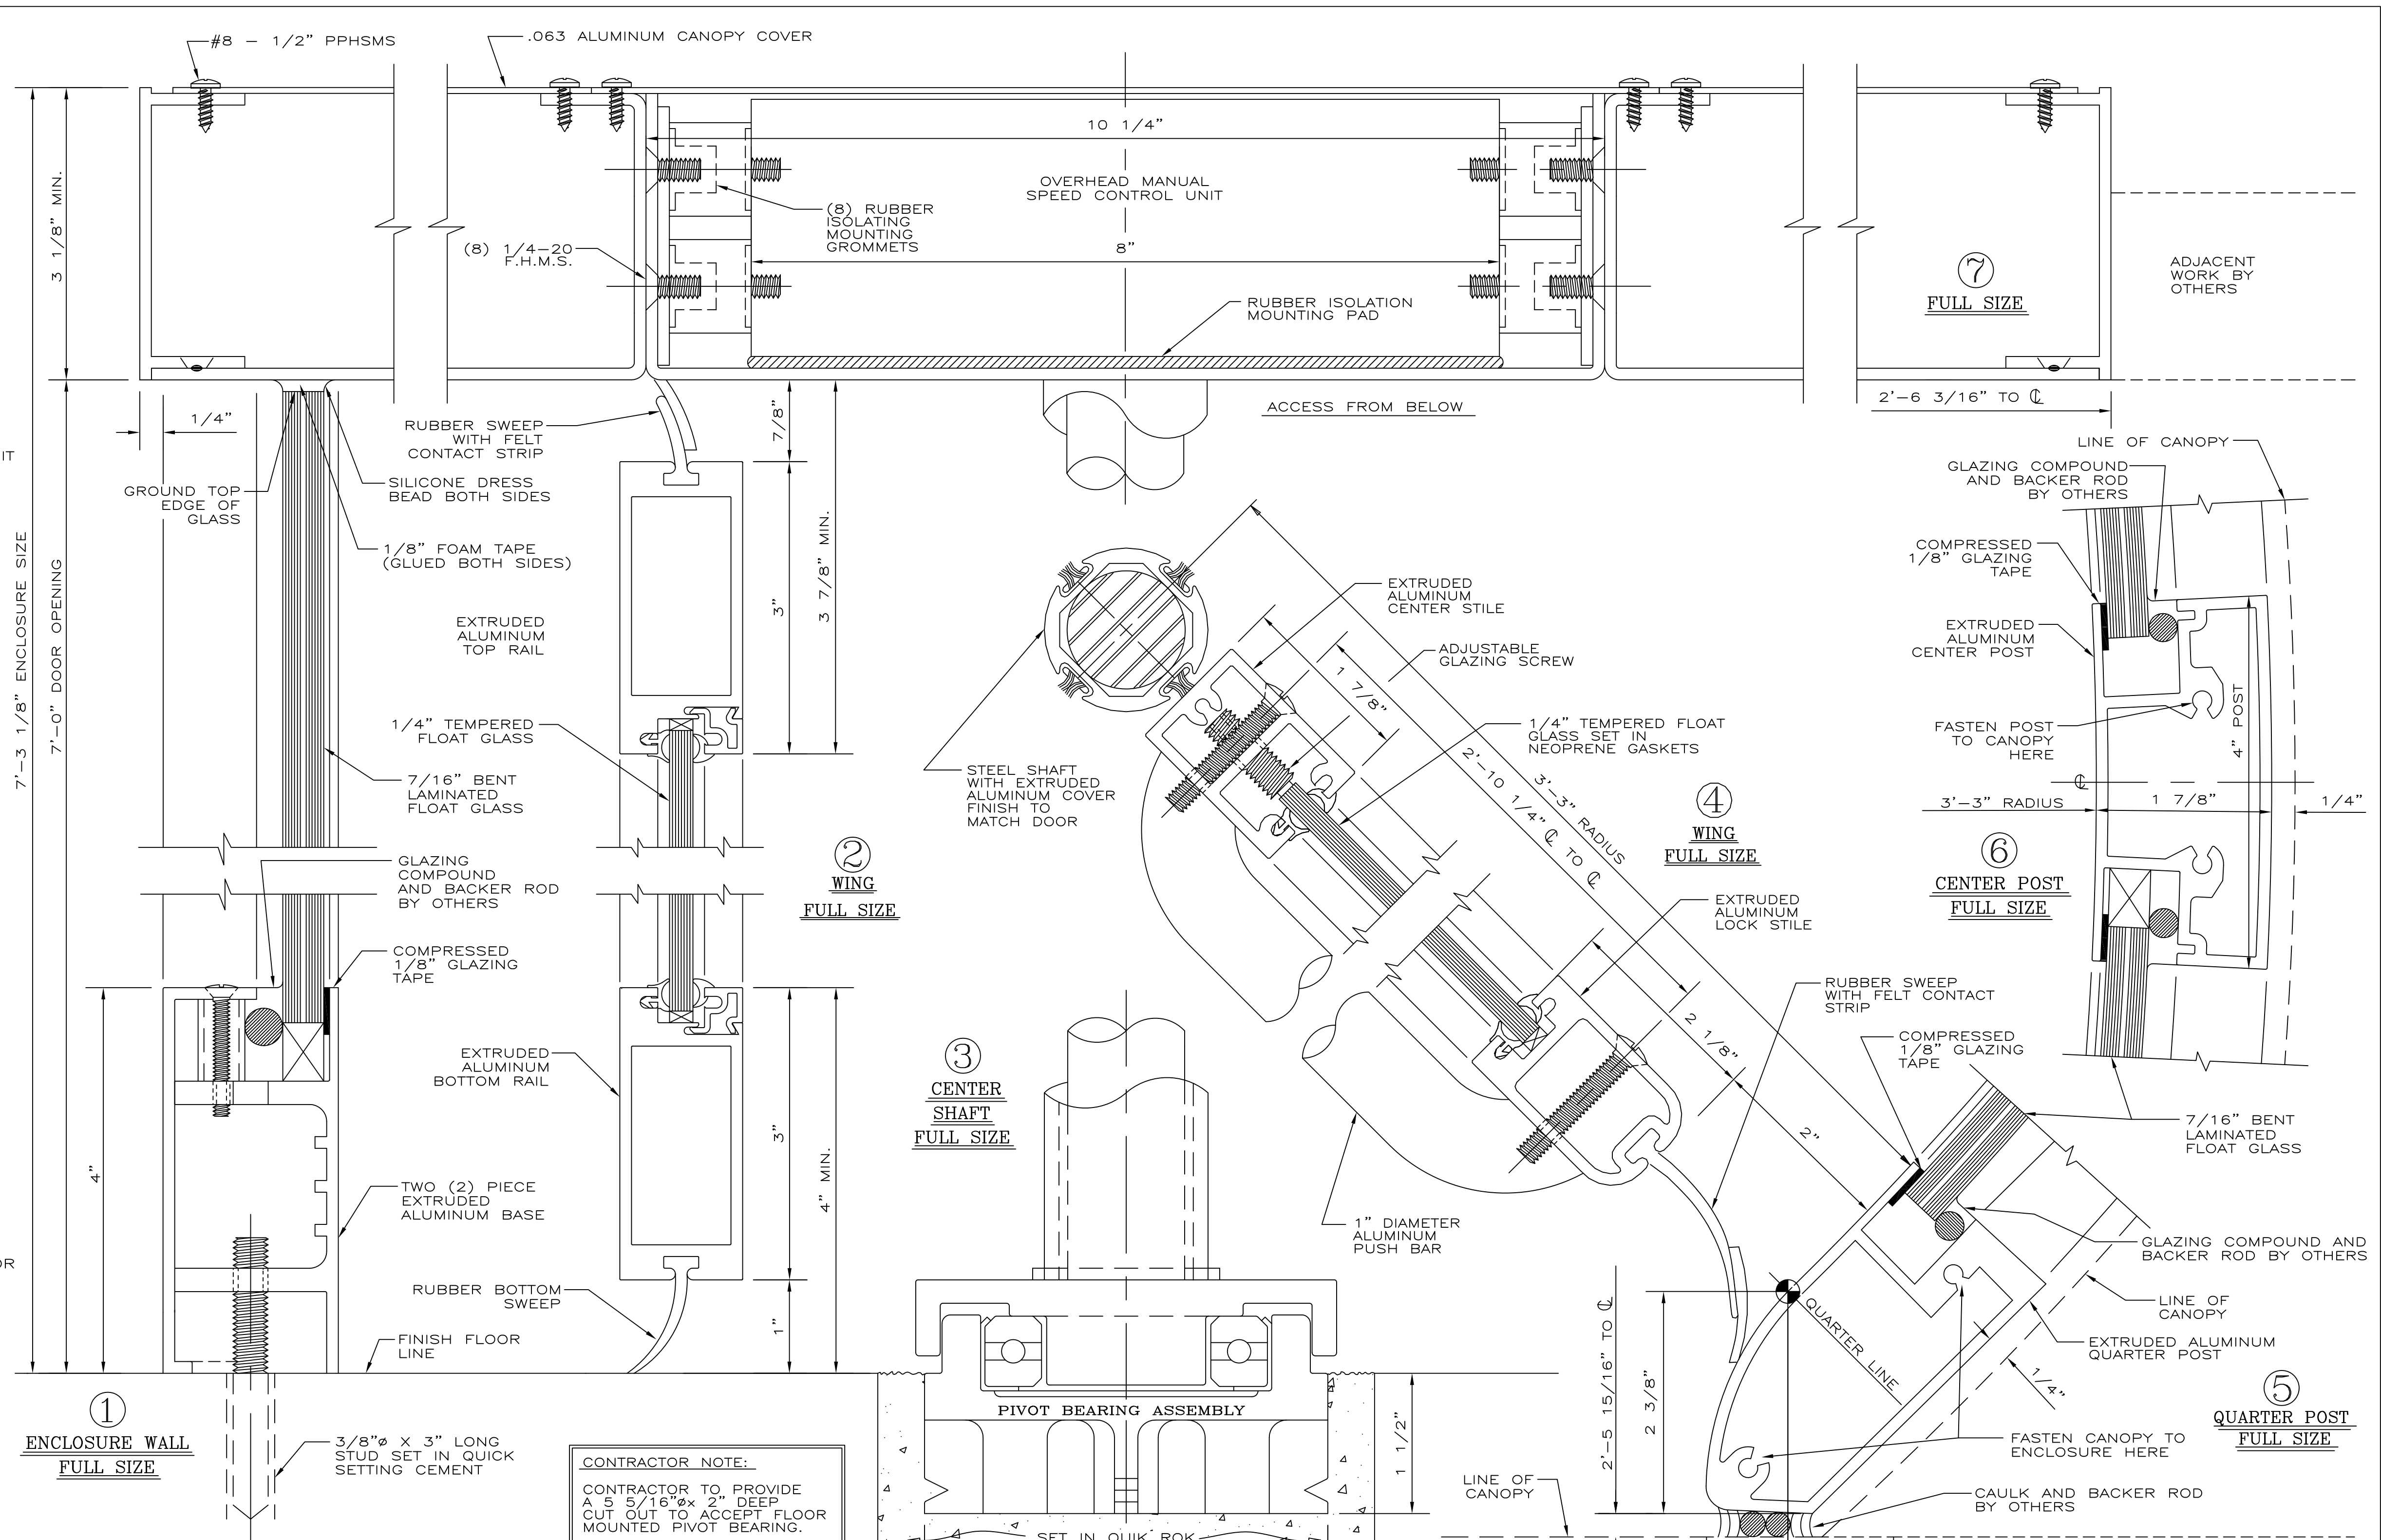 #8 - 1/2" PPHSMS
.063 ALUMINUM CANOPY COVER
3 1/8" MIN.
10 1/4"
OVERHEAD MANUAL
SPEED CONTROL UNIT
(8) RUBBER
ISOLATING
MOUNTING
GROMMETS
(8) 1/4-20
F.H.M.S.
8"
RUBBER ISOLATION
MOUNTING PAD
7
FULL SIZE
ADJACENT
WORK BY
OTHERS
2'-6 3/16" TO ℄
ACCESS FROM BELOW
1/4"
RUBBER SWEEP
WITH FELT
CONTACT STRIP
7/8"
IT
GROUND TOP
EDGE OF
GLASS
SILICONE DRESS
BEAD BOTH SIDES
1/8" FOAM TAPE
(GLUED BOTH SIDES)
7'-3 1/8" ENCLOSURE SIZE
7'-0" DOOR OPENING
EXTRUDED
ALUMINUM
TOP RAIL
3"
3 7/8" MIN.
1/4" TEMPERED
FLOAT GLASS
7/16" BENT
LAMINATED
FLOAT GLASS
GLAZING
COMPOUND
AND BACKER ROD
BY OTHERS
2
WING
FULL SIZE
COMPRESSED
1/8" GLAZING
TAPE
4"
EXTRUDED
ALUMINUM
BOTTOM RAIL
3"
4" MIN.
TWO (2) PIECE
EXTRUDED
ALUMINUM BASE
OR
RUBBER BOTTOM
SWEEP
1"
FINISH FLOOR
LINE
1
ENCLOSURE WALL
FULL SIZE
3/8"ø X 3" LONG
STUD SET IN QUICK
SETTING CEMENT
CONTRACTOR NOTE:
CONTRACTOR TO PROVIDE
A 5 5/16"øx 2" DEEP
CUT OUT TO ACCEPT FLOOR
MOUNTED PIVOT BEARING.
3
CENTER
SHAFT
FULL SIZE
PIVOT BEARING ASSEMBLY
SET IN QUIK ROK
1 1/2"
STEEL SHAFT
WITH EXTRUDED
ALUMINUM COVER
FINISH TO
MATCH DOOR
EXTRUDED
ALUMINUM
CENTER STILE
ADJUSTABLE
GLAZING SCREW
1 7/8"
1/4" TEMPERED FLOAT
GLASS SET IN
NEOPRENE GASKETS
2'-10 1/4" ℄ TO ℄
3'-3" RADIUS
4
WING
FULL SIZE
EXTRUDED
ALUMINUM
LOCK STILE
2 1/8"
2"
1" DIAMETER
ALUMINUM
PUSH BAR
RUBBER SWEEP
WITH FELT CONTACT
STRIP
COMPRESSED
1/8" GLAZING
TAPE
LINE OF CANOPY
GLAZING COMPOUND
AND BACKER ROD
BY OTHERS
COMPRESSED
1/8" GLAZING
TAPE
EXTRUDED
ALUMINUM
CENTER POST
FASTEN POST
TO CANOPY
HERE
4" POST
℄
3'-3" RADIUS
1 7/8"
1/4"
6
CENTER POST
FULL SIZE
7/16" BENT
LAMINATED
FLOAT GLASS
GLAZING COMPOUND AND
BACKER ROD BY OTHERS
LINE OF
CANOPY
EXTRUDED ALUMINUM
QUARTER POST
QUARTER LINE
1/4"
2'-5 15/16" TO ℄
2 3/8"
5
QUARTER POST
FULL SIZE
FASTEN CANOPY TO
ENCLOSURE HERE
LINE OF
CANOPY
CAULK AND BACKER ROD
BY OTHERS